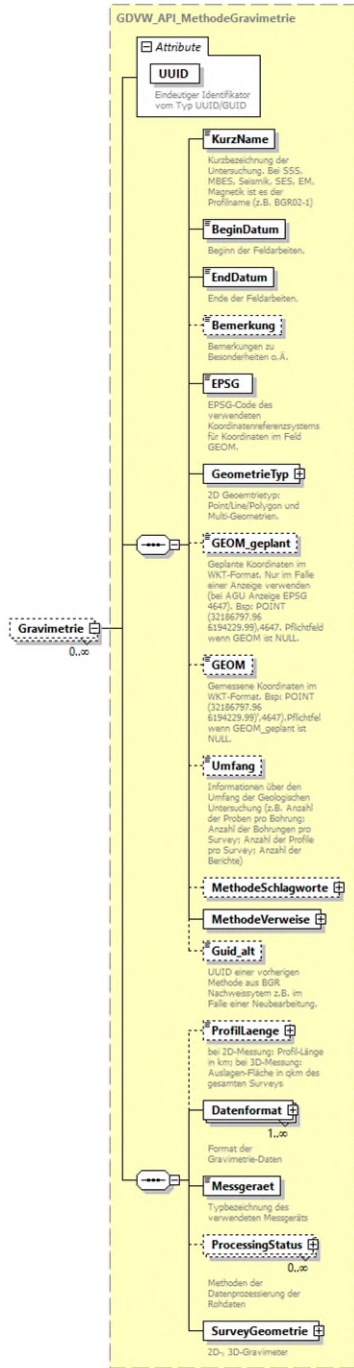 GDVW_API_MethodeGravimetrie
Attribute
UUID
Eindeutiger Identifikator
vom Typ UUID/GUID
KurzName
Kurzbezeichnung der
Untersuchung. Bei SSS,
MBES, Seismik, SES, EM,
Magnetik ist es der
Profilname (z.B. BGR02-1)
BeginDatum
Beginn der Feldarbeiten.
EndDatum
Ende der Feldarbeiten.
Bemerkung
Bemerkungen zu
Besonderheiten o.Ä.
EPSG
EPSG-Code des
verwendeten
Koordinatenreferenzsystems
für Koordinaten im Feld
GEOM.
GeometrieTyp
2D Geoemtrietyp:
Point/Line/Polygon und
Multi-Geometrien.
GEOM_geplant
Geplante Koordinaten im
WKT-Format. Nur im Falle
einer Anzeige verwenden
(bei AGU Anzeige EPSG
4647). Bsp: POINT
(32186797.96
6194229.99),4647. Pflichtfeld
wenn GEOM ist NULL.
Gravimetrie
0..∞
GEOM
Gemessene Koordinaten im
WKT-Format. Bsp: POINT
(32186797.96
6194229.99)',4647).Pflichtfel
wenn GEOM_geplant ist
NULL.
Umfang
Informationen über den
Umfang der Geologischen
Untersuchung (z.B. Anzahl
der Proben pro Bohrung;
Anzahl der Bohrungen pro
Survey; Anzahl der Profile
pro Survey; Anzahl der
Berichte)
MethodeSchlagworte
MethodeVerweise
Guid_alt
UUID einer vorherigen
Methode aus BGR
Nachweissytem z.B. im
Falle einer Neubearbeitung.
ProfilLaenge
bei 2D-Messung: Profil-Länge
in km; bei 3D-Messung:
Auslagen-Fläche in qkm des
gesamten Surveys
Datenformat
1..∞
Format der
Gravimetrie-Daten
Messgeraet
Typbezeichnung des
verwendeten Messgeräts
ProcessingStatus
0..∞
Methoden der
Datenprozessierung der
Rohdaten
SurveyGeometrie
2D-, 3D-Gravimeter